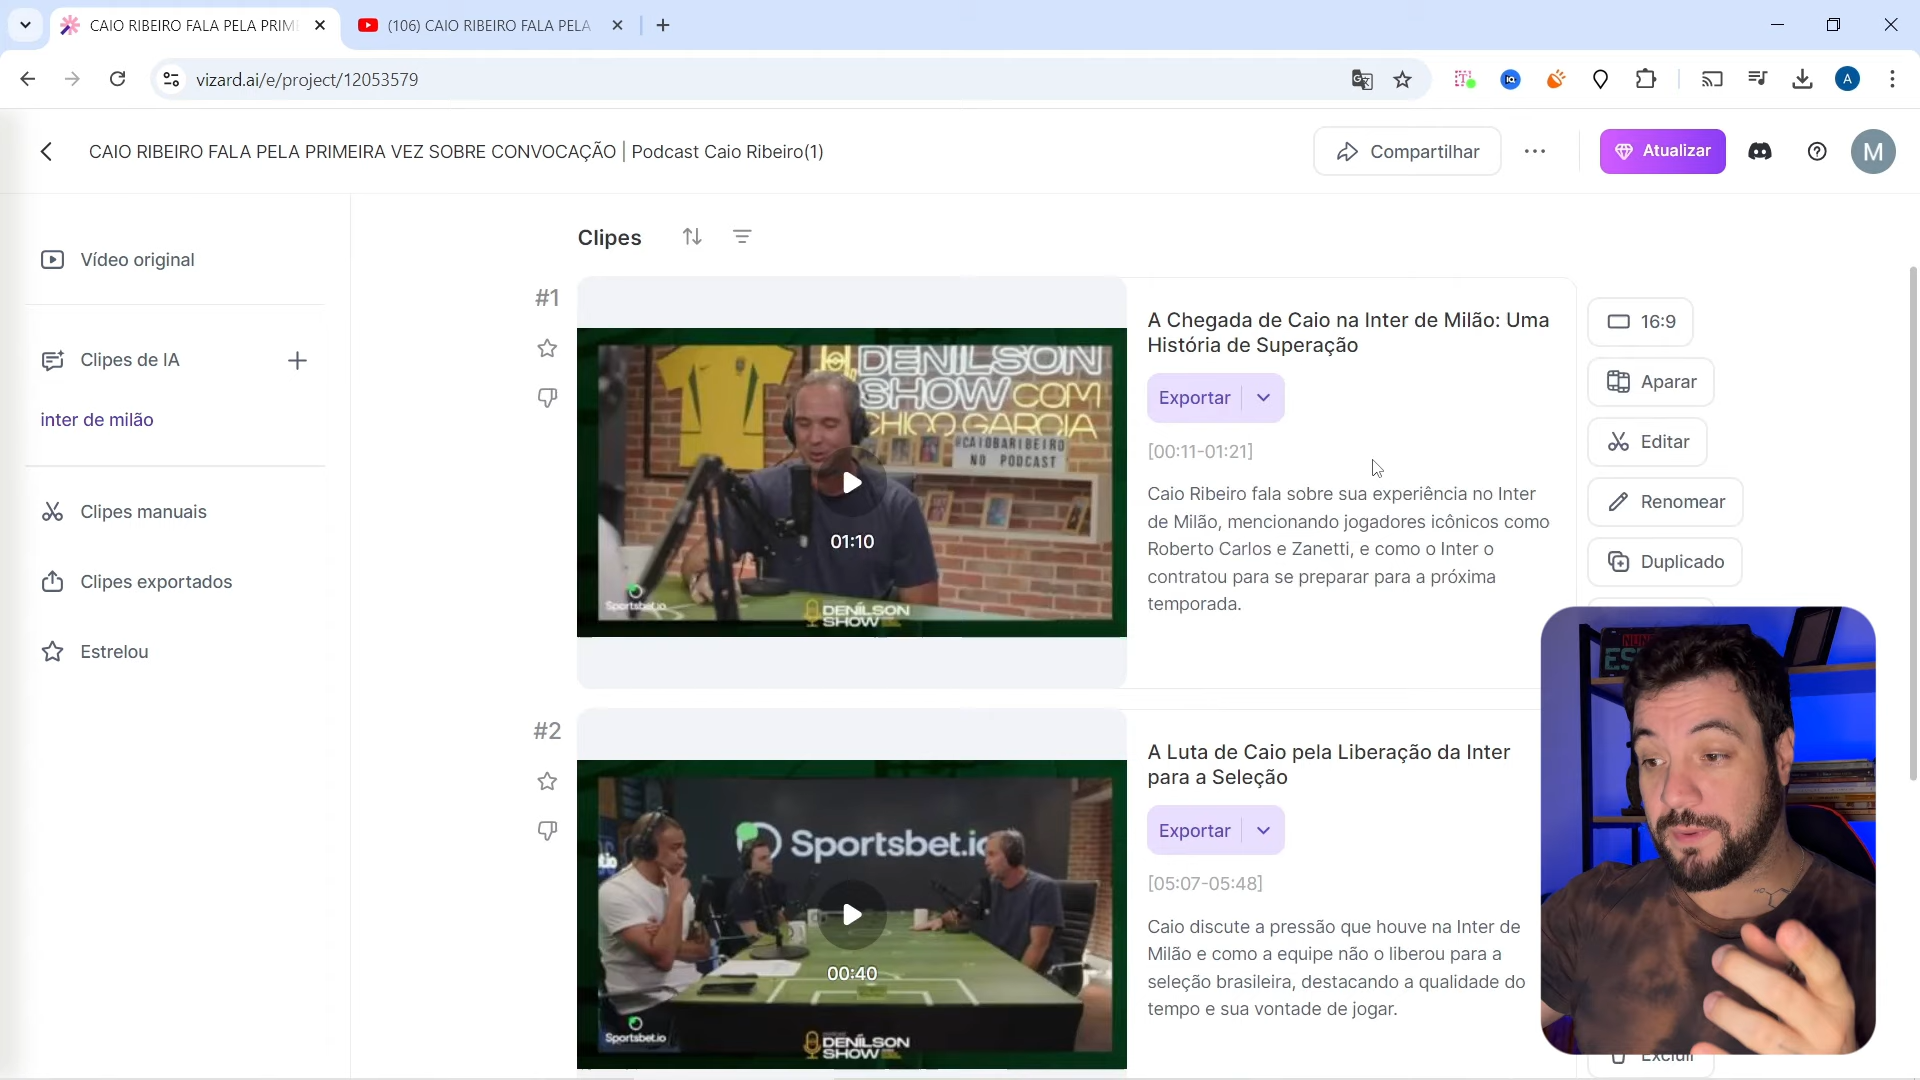 CAIO RIBEIRO FALA PELA PRIM
(106) CAIO RIBEIRO FALA PELA
vizard.ai/e/project/12053579
A
CAIO RIBEIRO FALA PELA PRIMEIRA VEZ SOBRE CONVOCAÇÃO | Podcast Caio Ribeiro(1)
Compartilhar
Atualizar
M
Vídeo original
Clipes de IA
inter de milão
Clipes manuais
Clipes exportados
Estrelou
Clipes
#1
DENILSON
SHOW COM
CHICO GARCIA
@CAIOBARIBEIRO
NO PODCAST
01:10
Sportsbet.io
DENÍLSON
SHOW
A Chegada de Caio na Inter de Milão: Uma
História de Superação
Exportar
[00:11-01:21]
Caio Ribeiro fala sobre sua experiência no Inter
de Milão, mencionando jogadores icônicos como
Roberto Carlos e Zanetti, e como o Inter o
contratou para se preparar para a próxima
temporada.
16:9
Aparar
Editar
Renomear
Duplicado
#2
Sportsbet.io
00:40
Sportsbet.io
DENÍLSON
SHOW
A Luta de Caio pela Liberação da Inter
para a Seleção
Exportar
[05:07-05:48]
Caio discute a pressão que houve na Inter de
Milão e como a equipe não o liberou para a
seleção brasileira, destacando a qualidade do
tempo e sua vontade de jogar.
Excluir